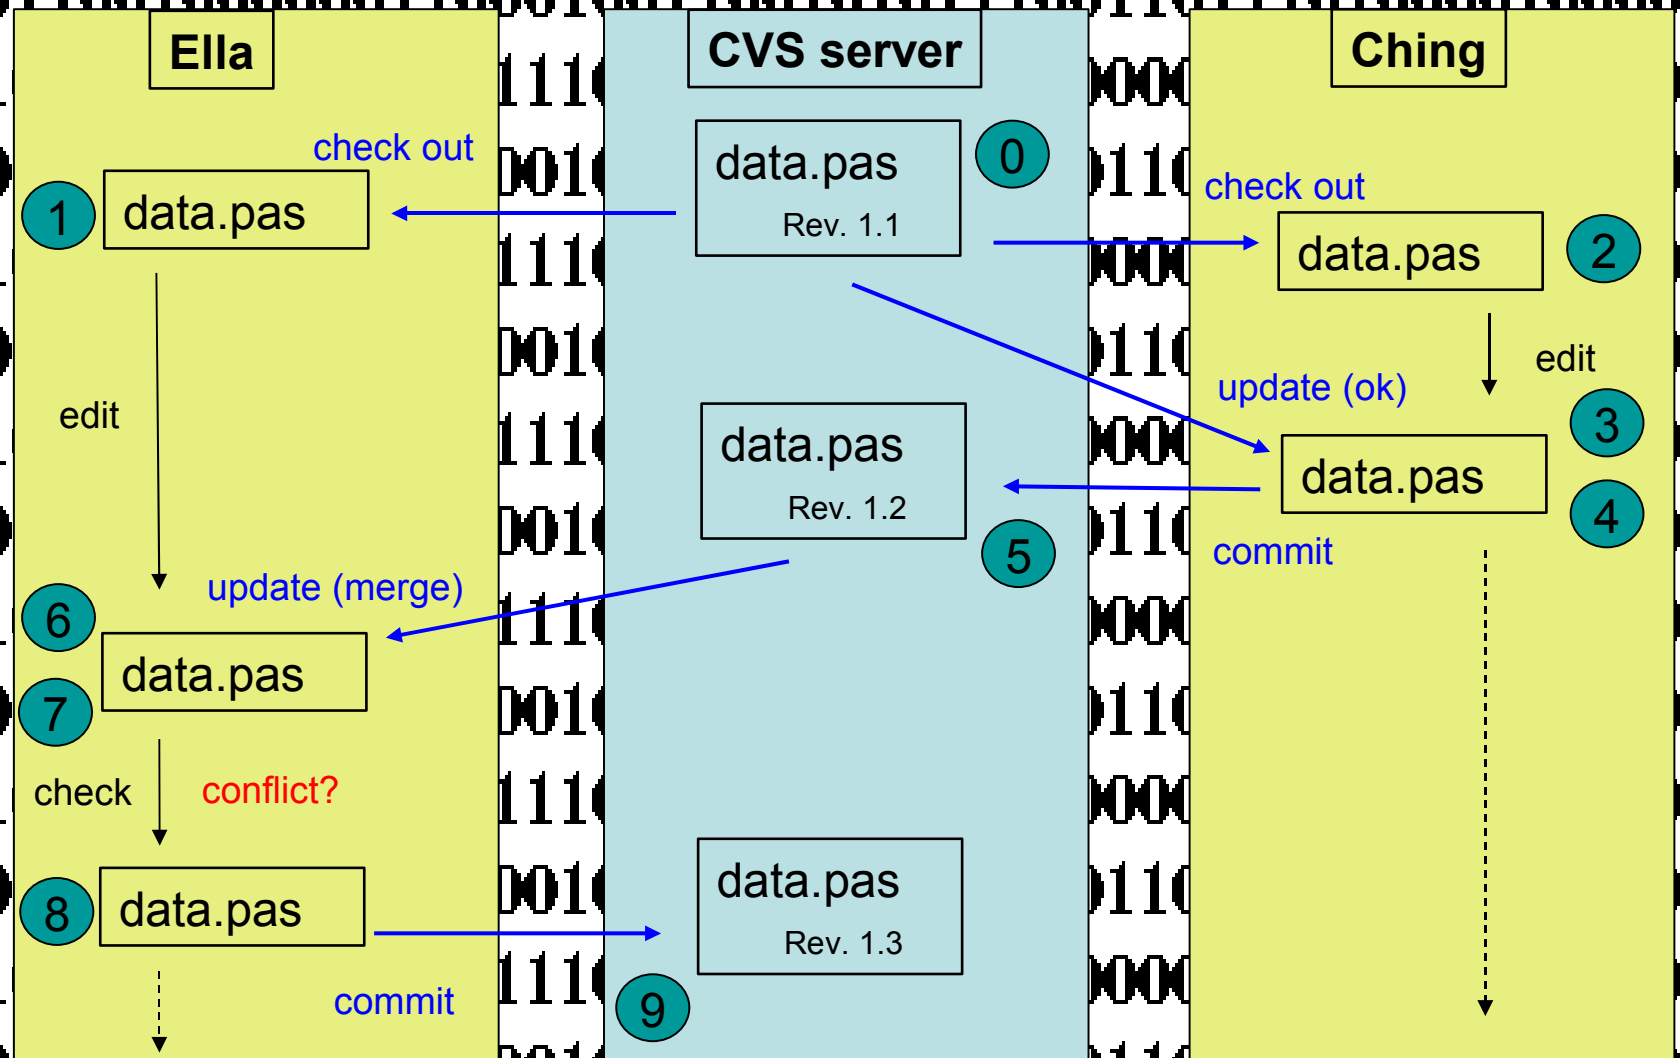 Ella
CVS server
Ching
check out
data.pas
Rev. 1.1
0
check out
1
data.pas
data.pas
2
edit
update (ok)
edit
3
data.pas
Rev. 1.2
data.pas
4
5
commit
update (merge)
6
data.pas
7
check
conflict?
data.pas
Rev. 1.3
8
data.pas
commit
9